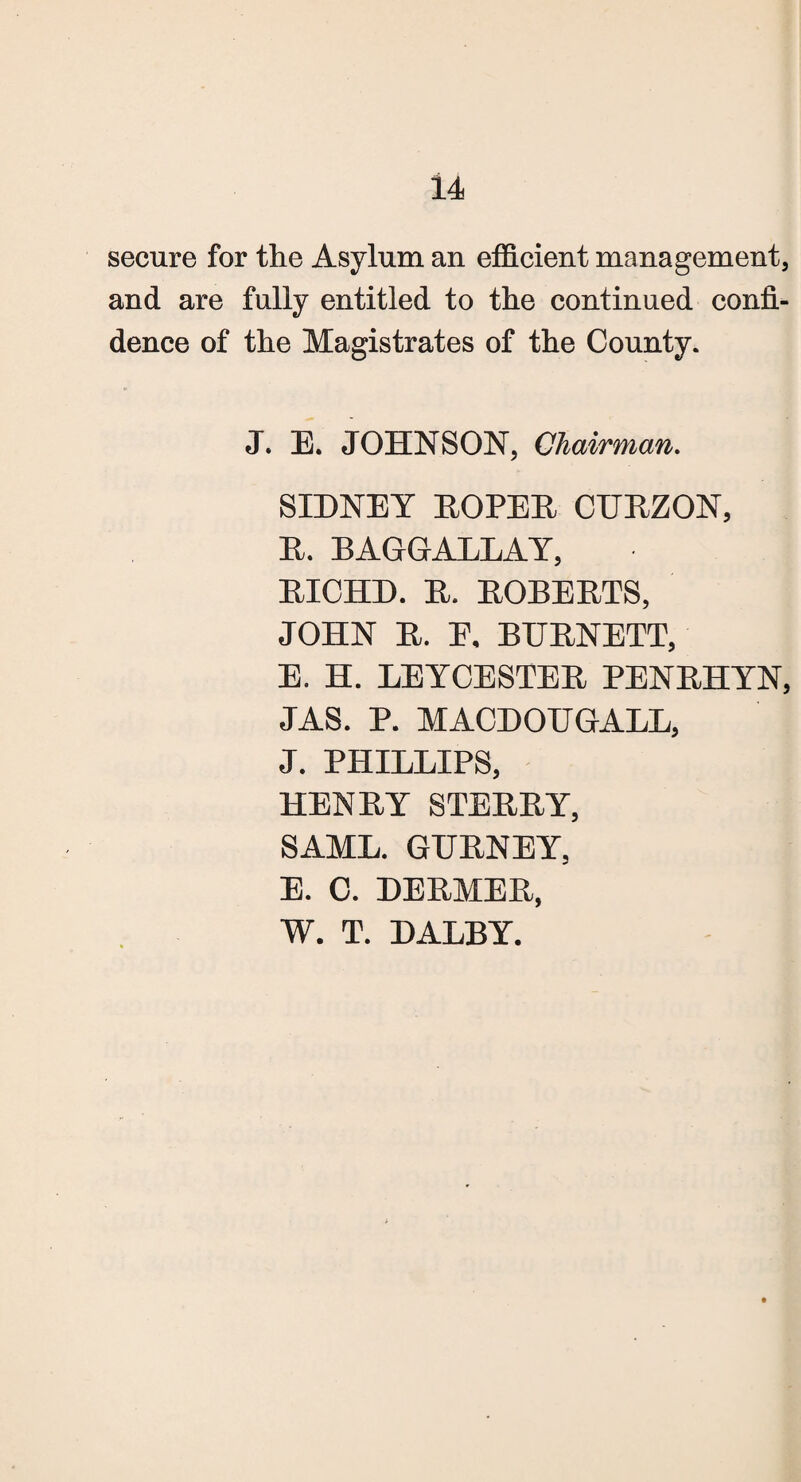 14
secure for the Asylum an efficient management,
and are fully entitled to the continued confi-
dence of the Magistrates of the County.
J. E. JOHNSON, Chairman.
SIDNEY ROPER CURZON,
R. BAGGALLAY,
RICHD. R. ROBERTS,
JOHN R. F. BURNETT,
E. H. LEYCESTER PENRHYN,
JAS. P. MACDOUGALL,
J. PHILLIPS,
HENRY STERRY,
SAML. GURNEY,
E. C. DERMER,
W. T. DALBY.